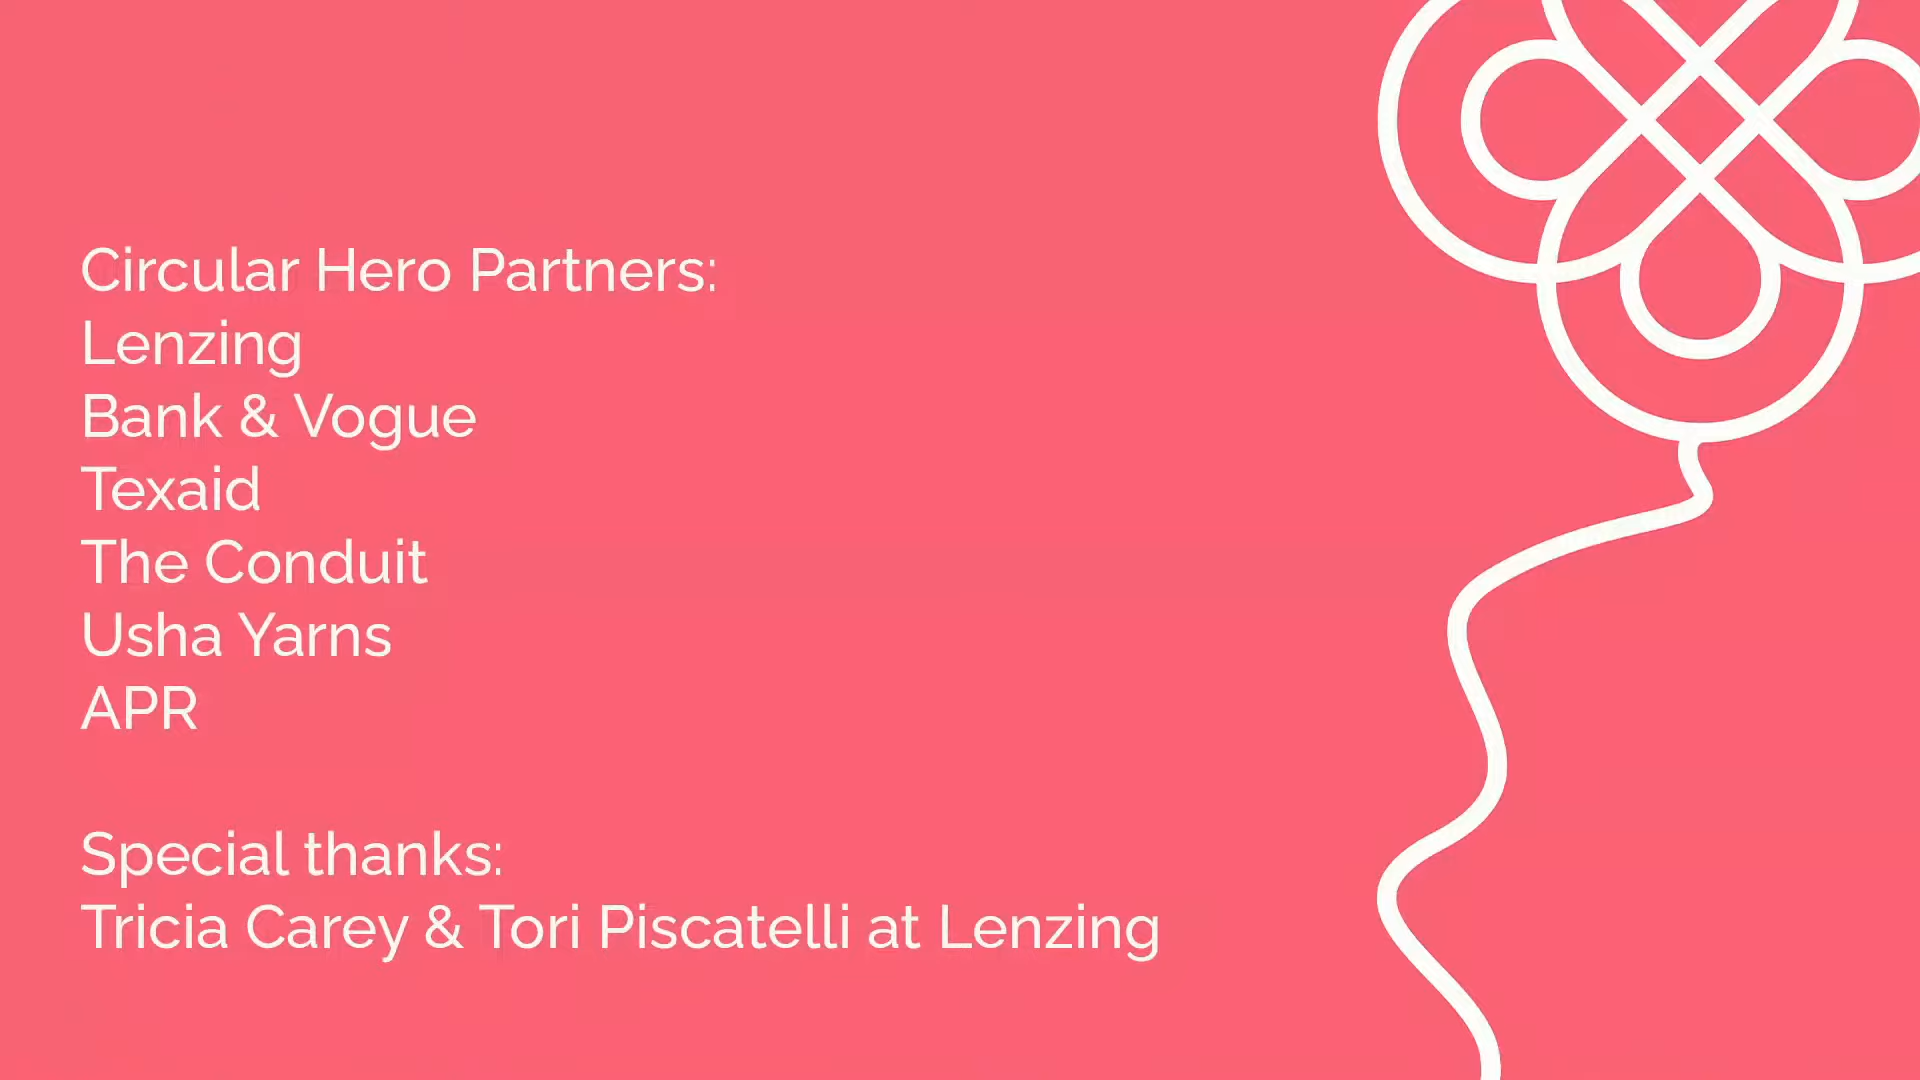 Circular Hero Partners:
Lenzing
Bank & Vogue
Texaid
The Conduit
Usha Yarns
APR
Special thanks:
Tricia Carey & Tori Piscatelli at Lenzing